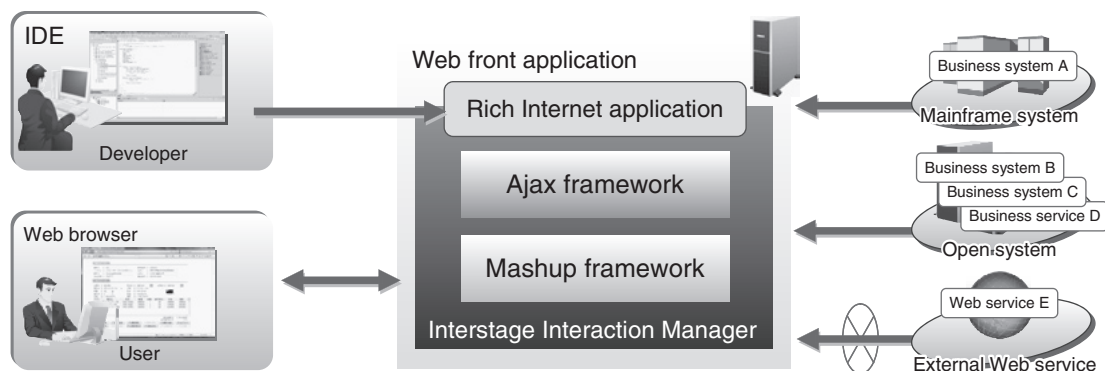 IDE
Developer
Web browser
User
Web front application
Rich Internet application
Ajax framework
Mashup framework
Interstage Interaction Manager
Business system A
Mainframe system
Business system B
Business system C
Business service D
Open system
Web service E
External Web service